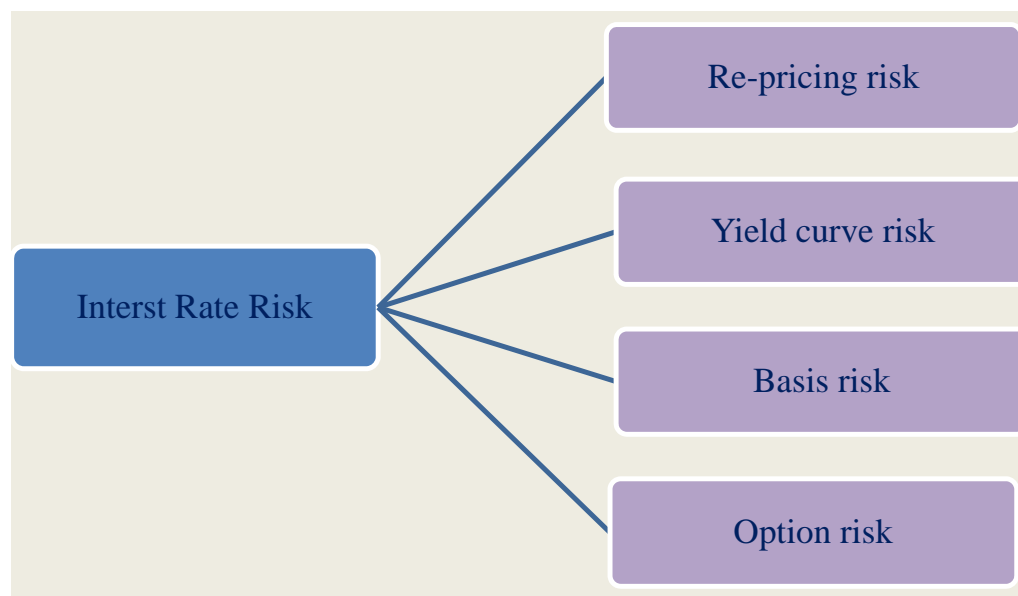 Re-pricing risk
Yield curve risk
Interst Rate Risk
Basis risk
Option risk